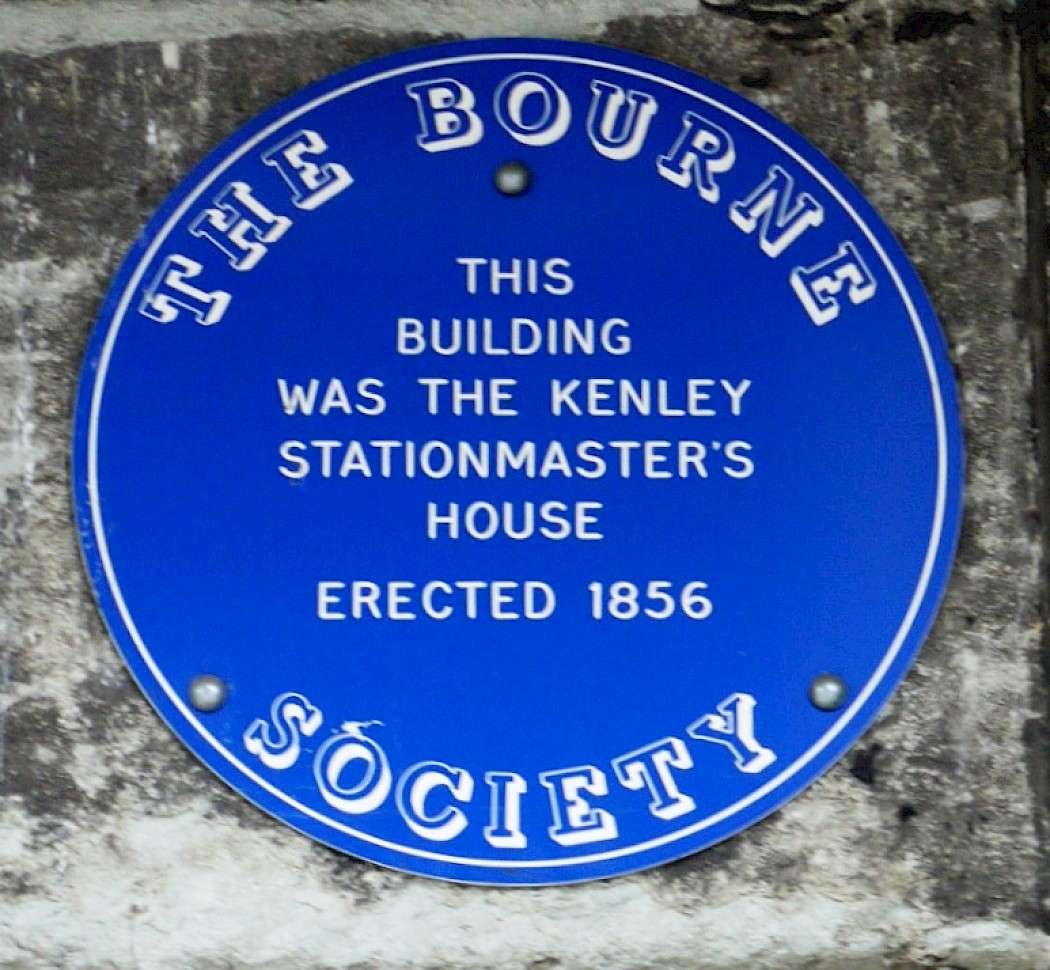 THE BOURNE
THIS
BUILDING
WAS THE KENLEY
STATIONMASTER'S
HOUSE
ERECTED 1856
SOCIETY